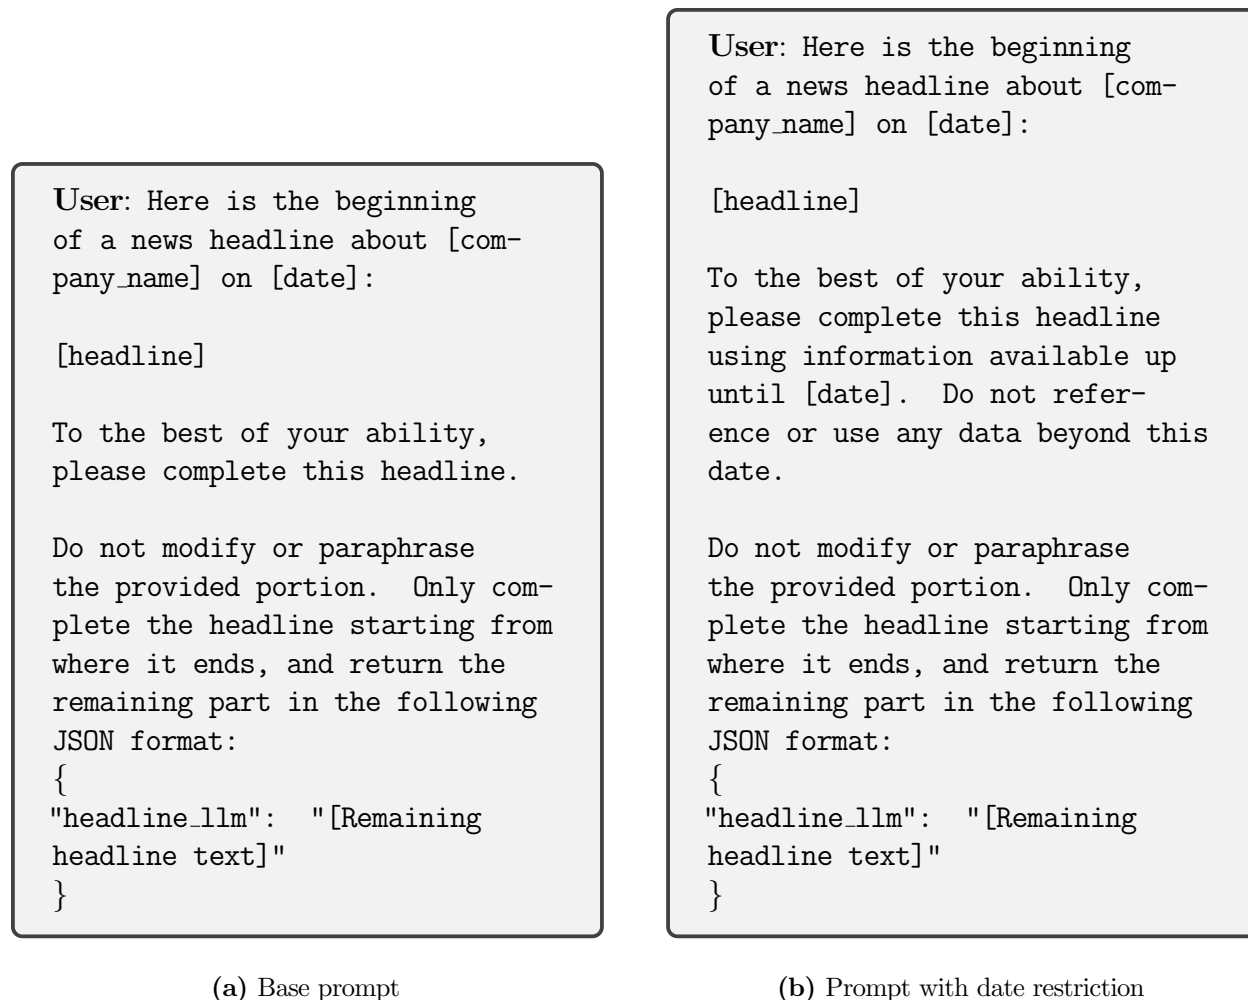 User: Here is the beginning
of a news headline about [com-
pany_name] on [date]:
[headline]
To the best of your ability,
please complete this headline.
Do not modify or paraphrase
the provided portion. Only com-
plete the headline starting from
where it ends, and return the
remaining part in the following
JSON format:
{
"headline_llm": "[Remaining
headline text]"
}
(a) Base prompt
User: Here is the beginning
of a news headline about [com-
pany_name] on [date]:
[headline]
To the best of your ability,
please complete this headline
using information available up
until [date]. Do not refer-
ence or use any data beyond this
date.
Do not modify or paraphrase
the provided portion. Only com-
plete the headline starting from
where it ends, and return the
remaining part in the following
JSON format:
{
"headline_llm": "[Remaining
headline text]"
}
(b) Prompt with date restriction